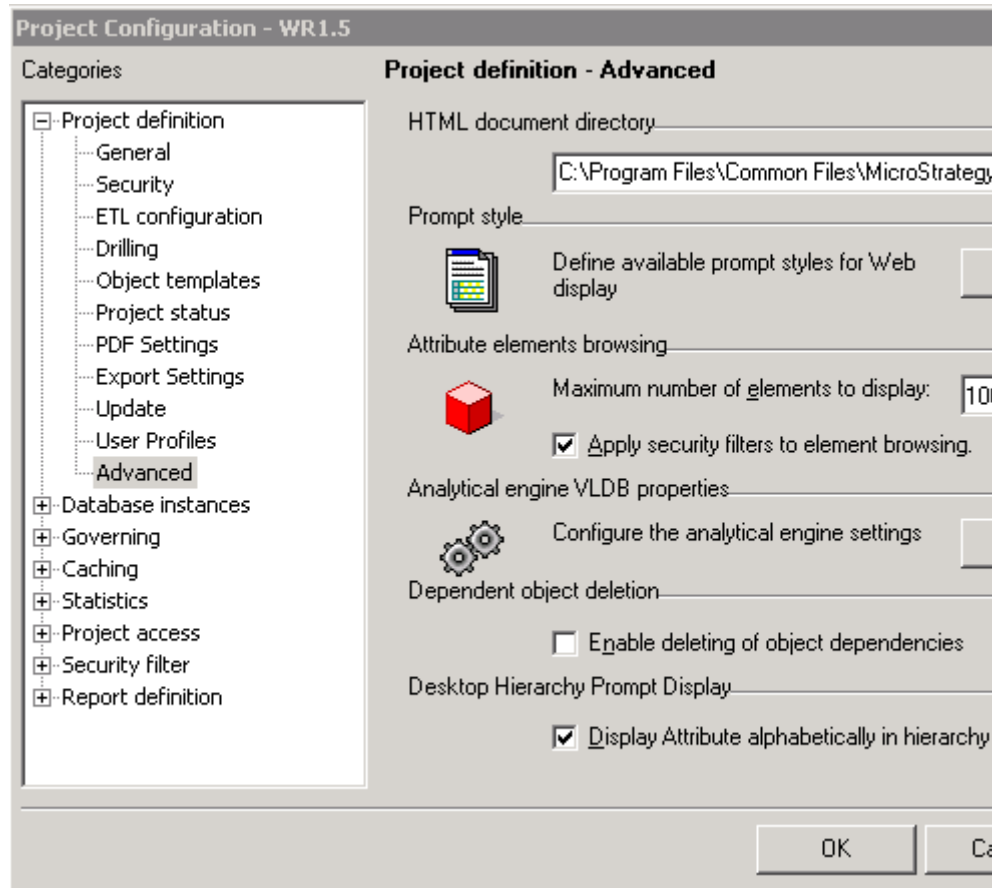 Project Configuration - WR1.5
Categories
Project definition
General
Security
ETL configuration
Drilling
Object templates
Project status
PDF Settings
Export Settings
Update
User Profiles
Advanced
Database instances
Governing
Caching
Statistics
Project access
Security filter
Report definition
Project definition - Advanced
HTML document directory
C:\Program Files\Common Files\MicroStrategy
Prompt style
Define available prompt styles for Web
display
Attribute elements browsing
Maximum number of elements to display:
Apply security filters to element browsing.
Analytical engine VLDB properties
Configure the analytical engine settings
Dependent object deletion
Enable deleting of object dependencies
Desktop Hierarchy Prompt Display
Display Attribute alphabetically in hierarchy
OK